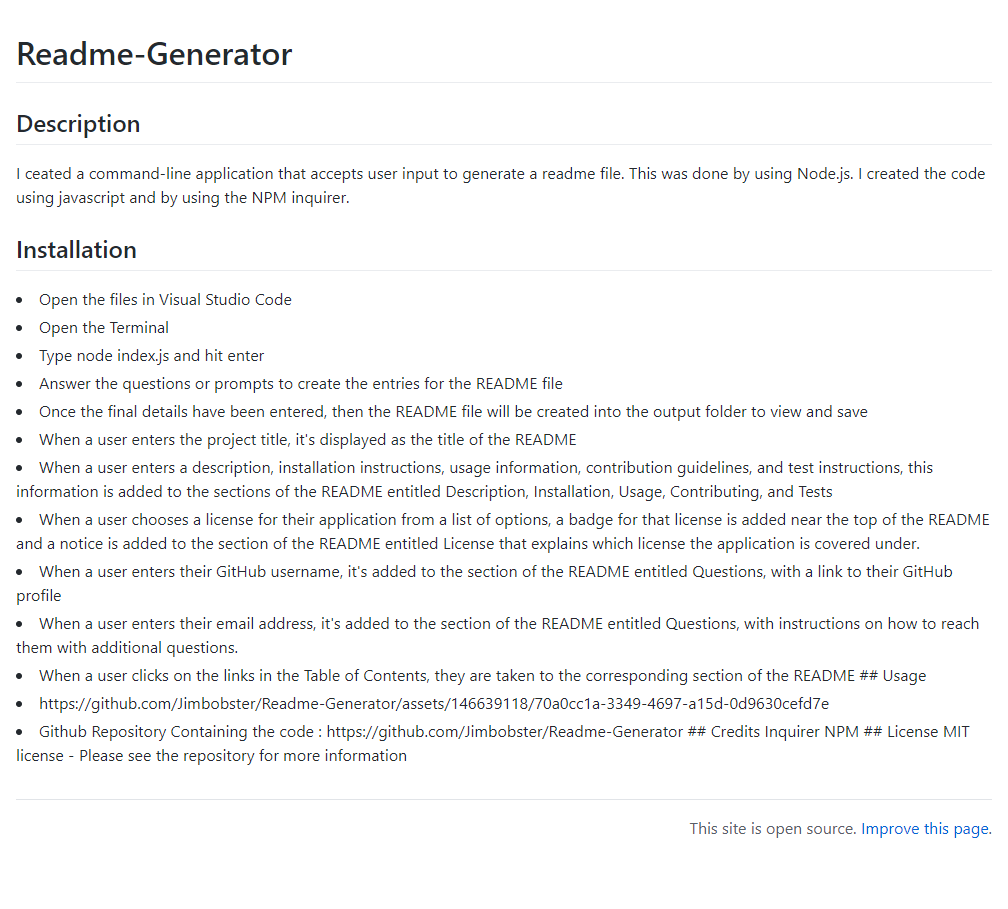 Readme-Generator
Description
I ceated a command-line application that accepts user input to generate a readme file. This was done by using Node.js. I created the code
using javascript and by using the NPM inquirer.
Installation
• Open the files in Visual Studio Code
• Open the Terminal
• Type node index.js and hit enter
• Answer the questions or prompts to create the entries for the README file
• Once the final details have been entered, then the README file will be created into the output folder to view and save
• When a user enters the project title, it's displayed as the title of the README
• When a user enters a description, installation instructions, usage information, contribution guidelines, and test instructions, this
information is added to the sections of the README entitled Description, Installation, Usage, Contributing, and Tests
• When a user chooses a license for their application from a list of options, a badge for that license is added near the top of the README
and a notice is added to the section of the README entitled License that explains which license the application is covered under.
• When a user enters their GitHub username, it's added to the section of the README entitled Questions, with a link to their GitHub
profile
• When a user enters their email address, it's added to the section of the README entitled Questions, with instructions on how to reach
them with additional questions.
• When a user clicks on the links in the Table of Contents, they are taken to the corresponding section of the README ## Usage
• https://github.com/Jimbobster/Readme-Generator/assets/146639118/70a0cc1a-3349-4697-a15d-0d9630cefd7e
• Github Repository Containing the code : https://github.com/Jimbobster/Readme-Generator ## Credits Inquirer NPM ## License MIT
license - Please see the repository for more information
This site is open source. Improve this page.